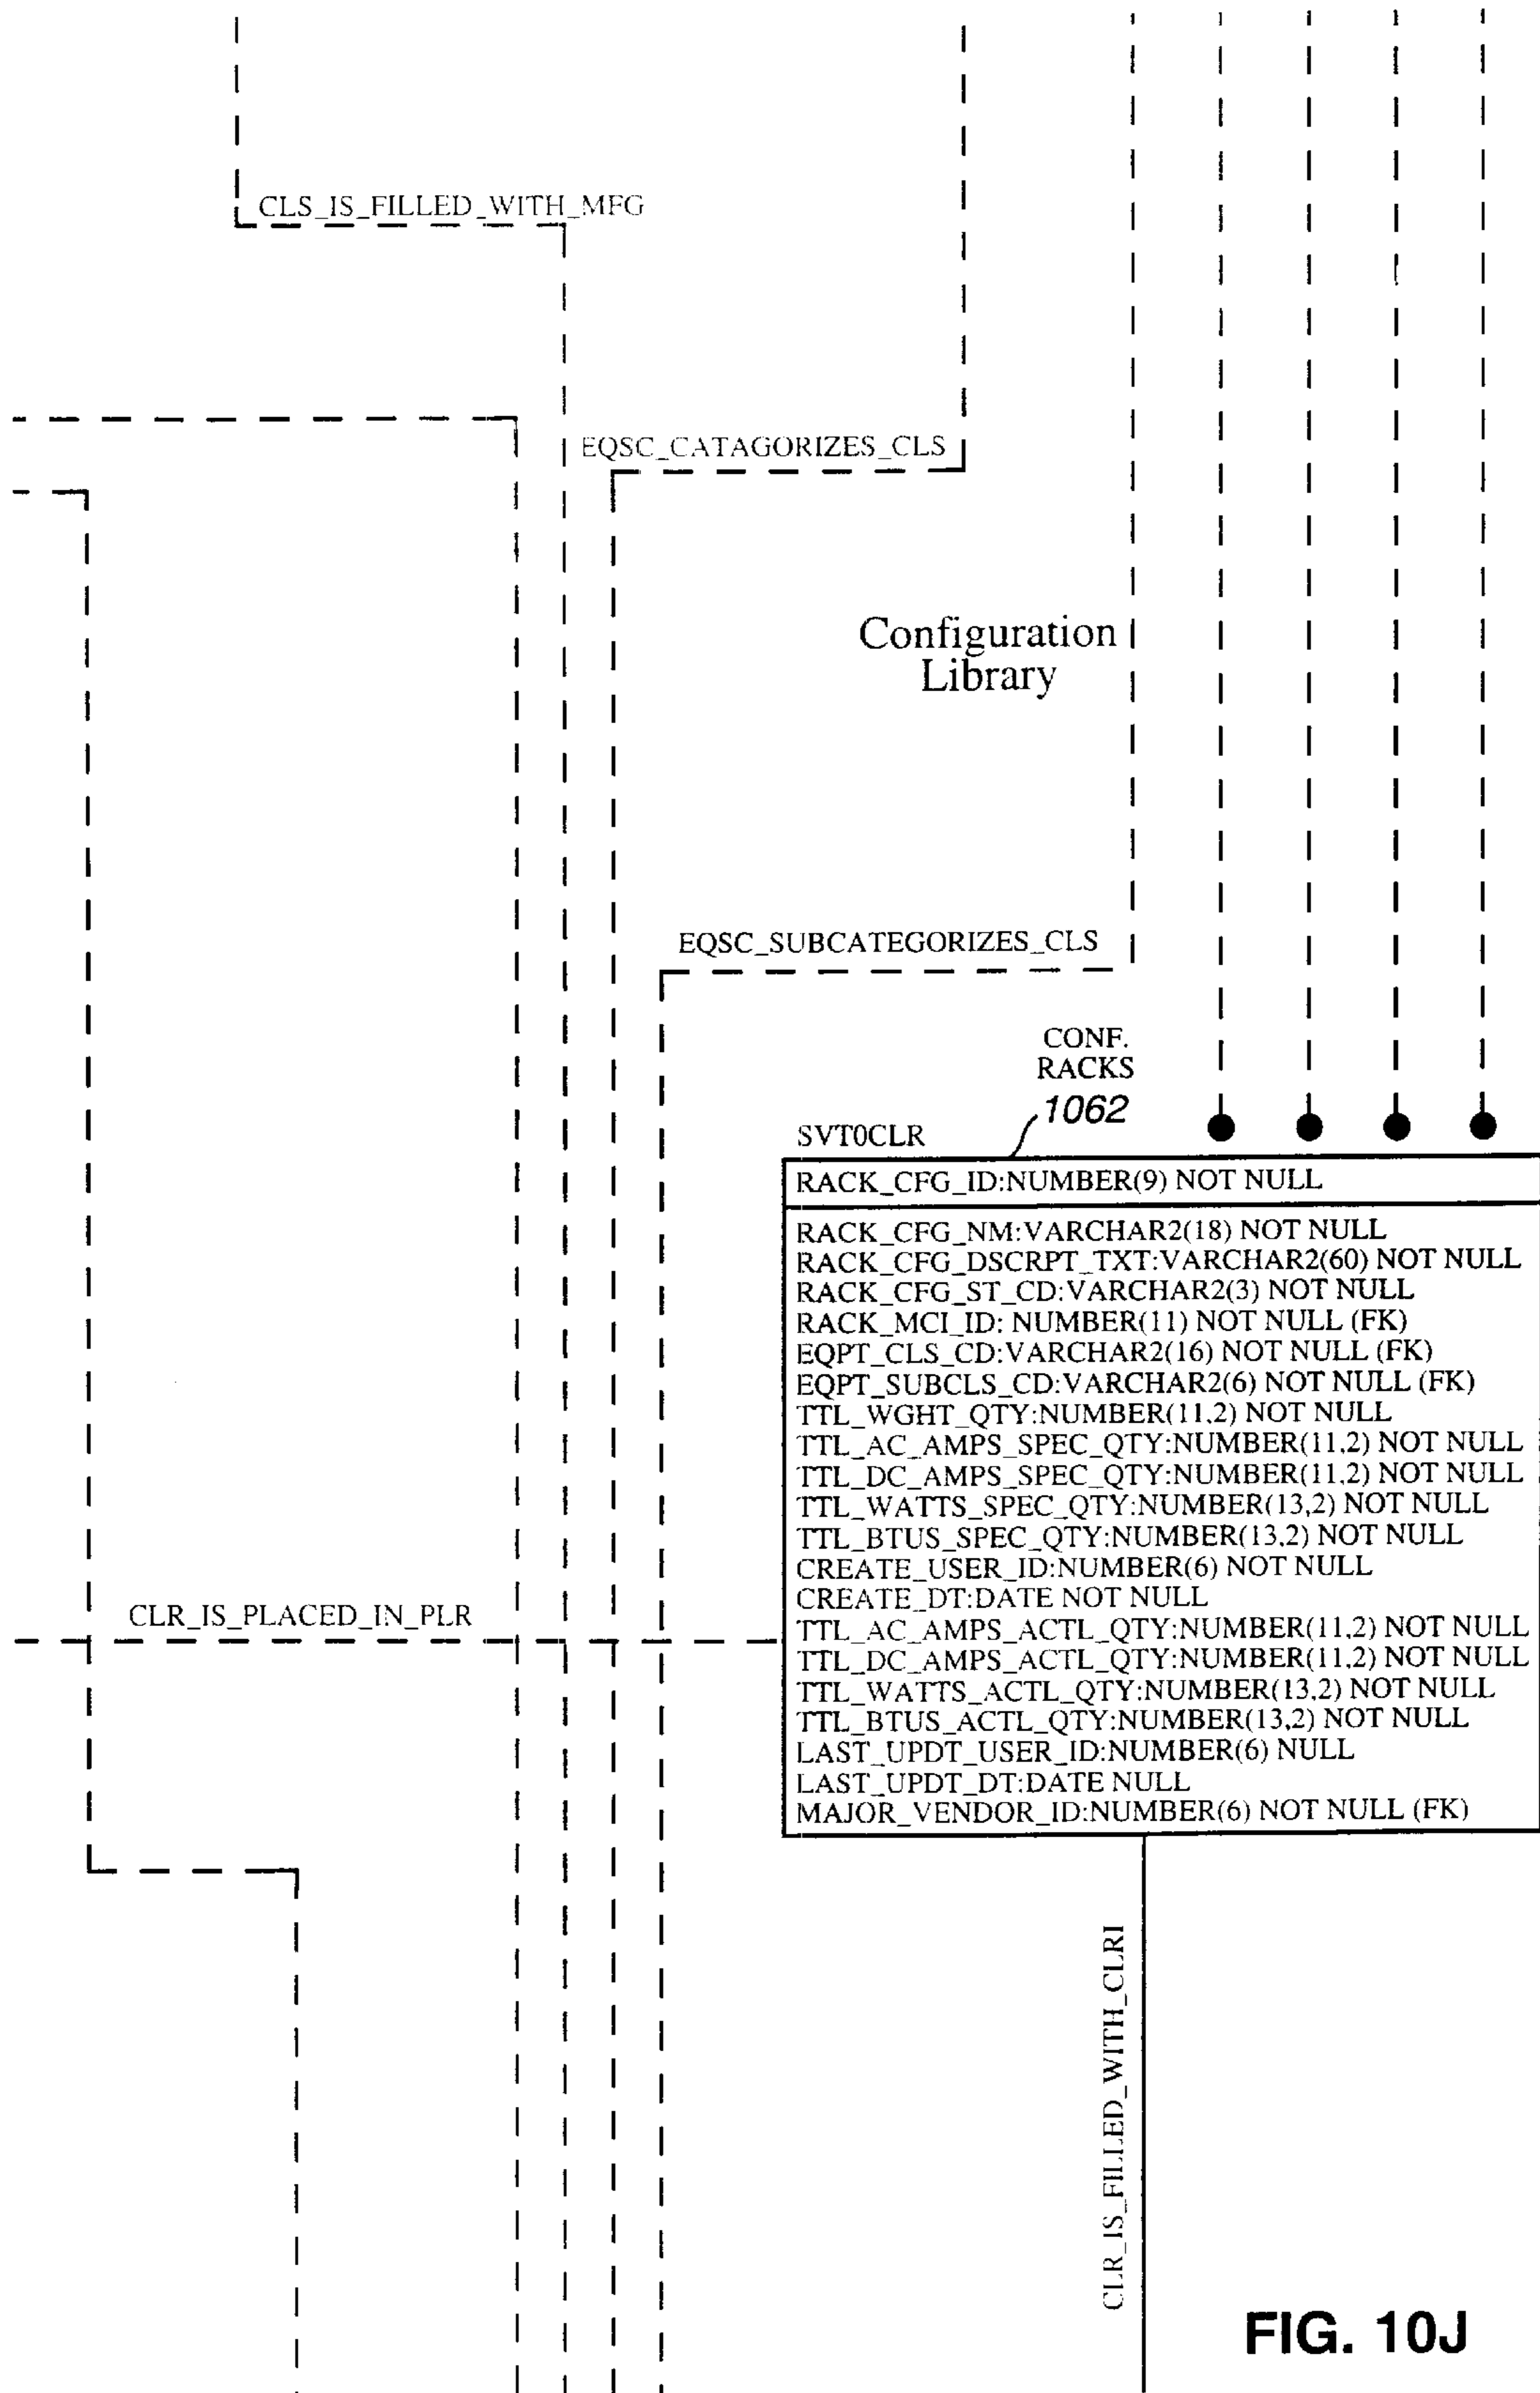 CLS_IS_FILLED_WITH_MFG
EQSC_CATAGORIZES_CLS
Configuration
Library
EQSC_SUBCATEGORIZES_CLS
CONF.
RACKS
1062
SVT0CLR
RACK_CFG_ID:NUMBER(9) NOT NULL
RACK_CFG_NM:VARCHAR2(18) NOT NULL
RACK_CFG_DSCRPT_TXT:VARCHAR2(60) NOT NULL
RACK_CFG_ST_CD:VARCHAR2(3) NOT NULL
RACK_MCI_ID: NUMBER(11) NOT NULL (FK)
EQPT_CLS_CD:VARCHAR2(16) NOT NULL (FK)
EQPT_SUBCLS_CD:VARCHAR2(6) NOT NULL (FK)
TTL_WGHT_QTY:NUMBER(11,2) NOT NULL
TTL_AC_AMPS_SPEC_QTY:NUMBER(11,2) NOT NULL
TTL_DC_AMPS_SPEC_QTY:NUMBER(11,2) NOT NULL
TTL_WATTS_SPEC_QTY:NUMBER(13,2) NOT NULL
TTL_BTUS_SPEC_QTY:NUMBER(13,2) NOT NULL
CREATE_USER_ID:NUMBER(6) NOT NULL
CREATE_DT:DATE NOT NULL
TTL_AC_AMPS_ACTL_QTY:NUMBER(11,2) NOT NULL
TTL_DC_AMPS_ACTL_QTY:NUMBER(11,2) NOT NULL
TTL_WATTS_ACTL_QTY:NUMBER(13,2) NOT NULL
TTL_BTUS_ACTL_QTY:NUMBER(13,2) NOT NULL
LAST_UPDT_USER_ID:NUMBER(6) NULL
LAST_UPDT_DT:DATE NULL
MAJOR_VENDOR_ID:NUMBER(6) NOT NULL (FK)
CLR_IS_PLACED_IN_PLR
CLR_IS_FILLED_WITH_CLRI
FIG. 10J